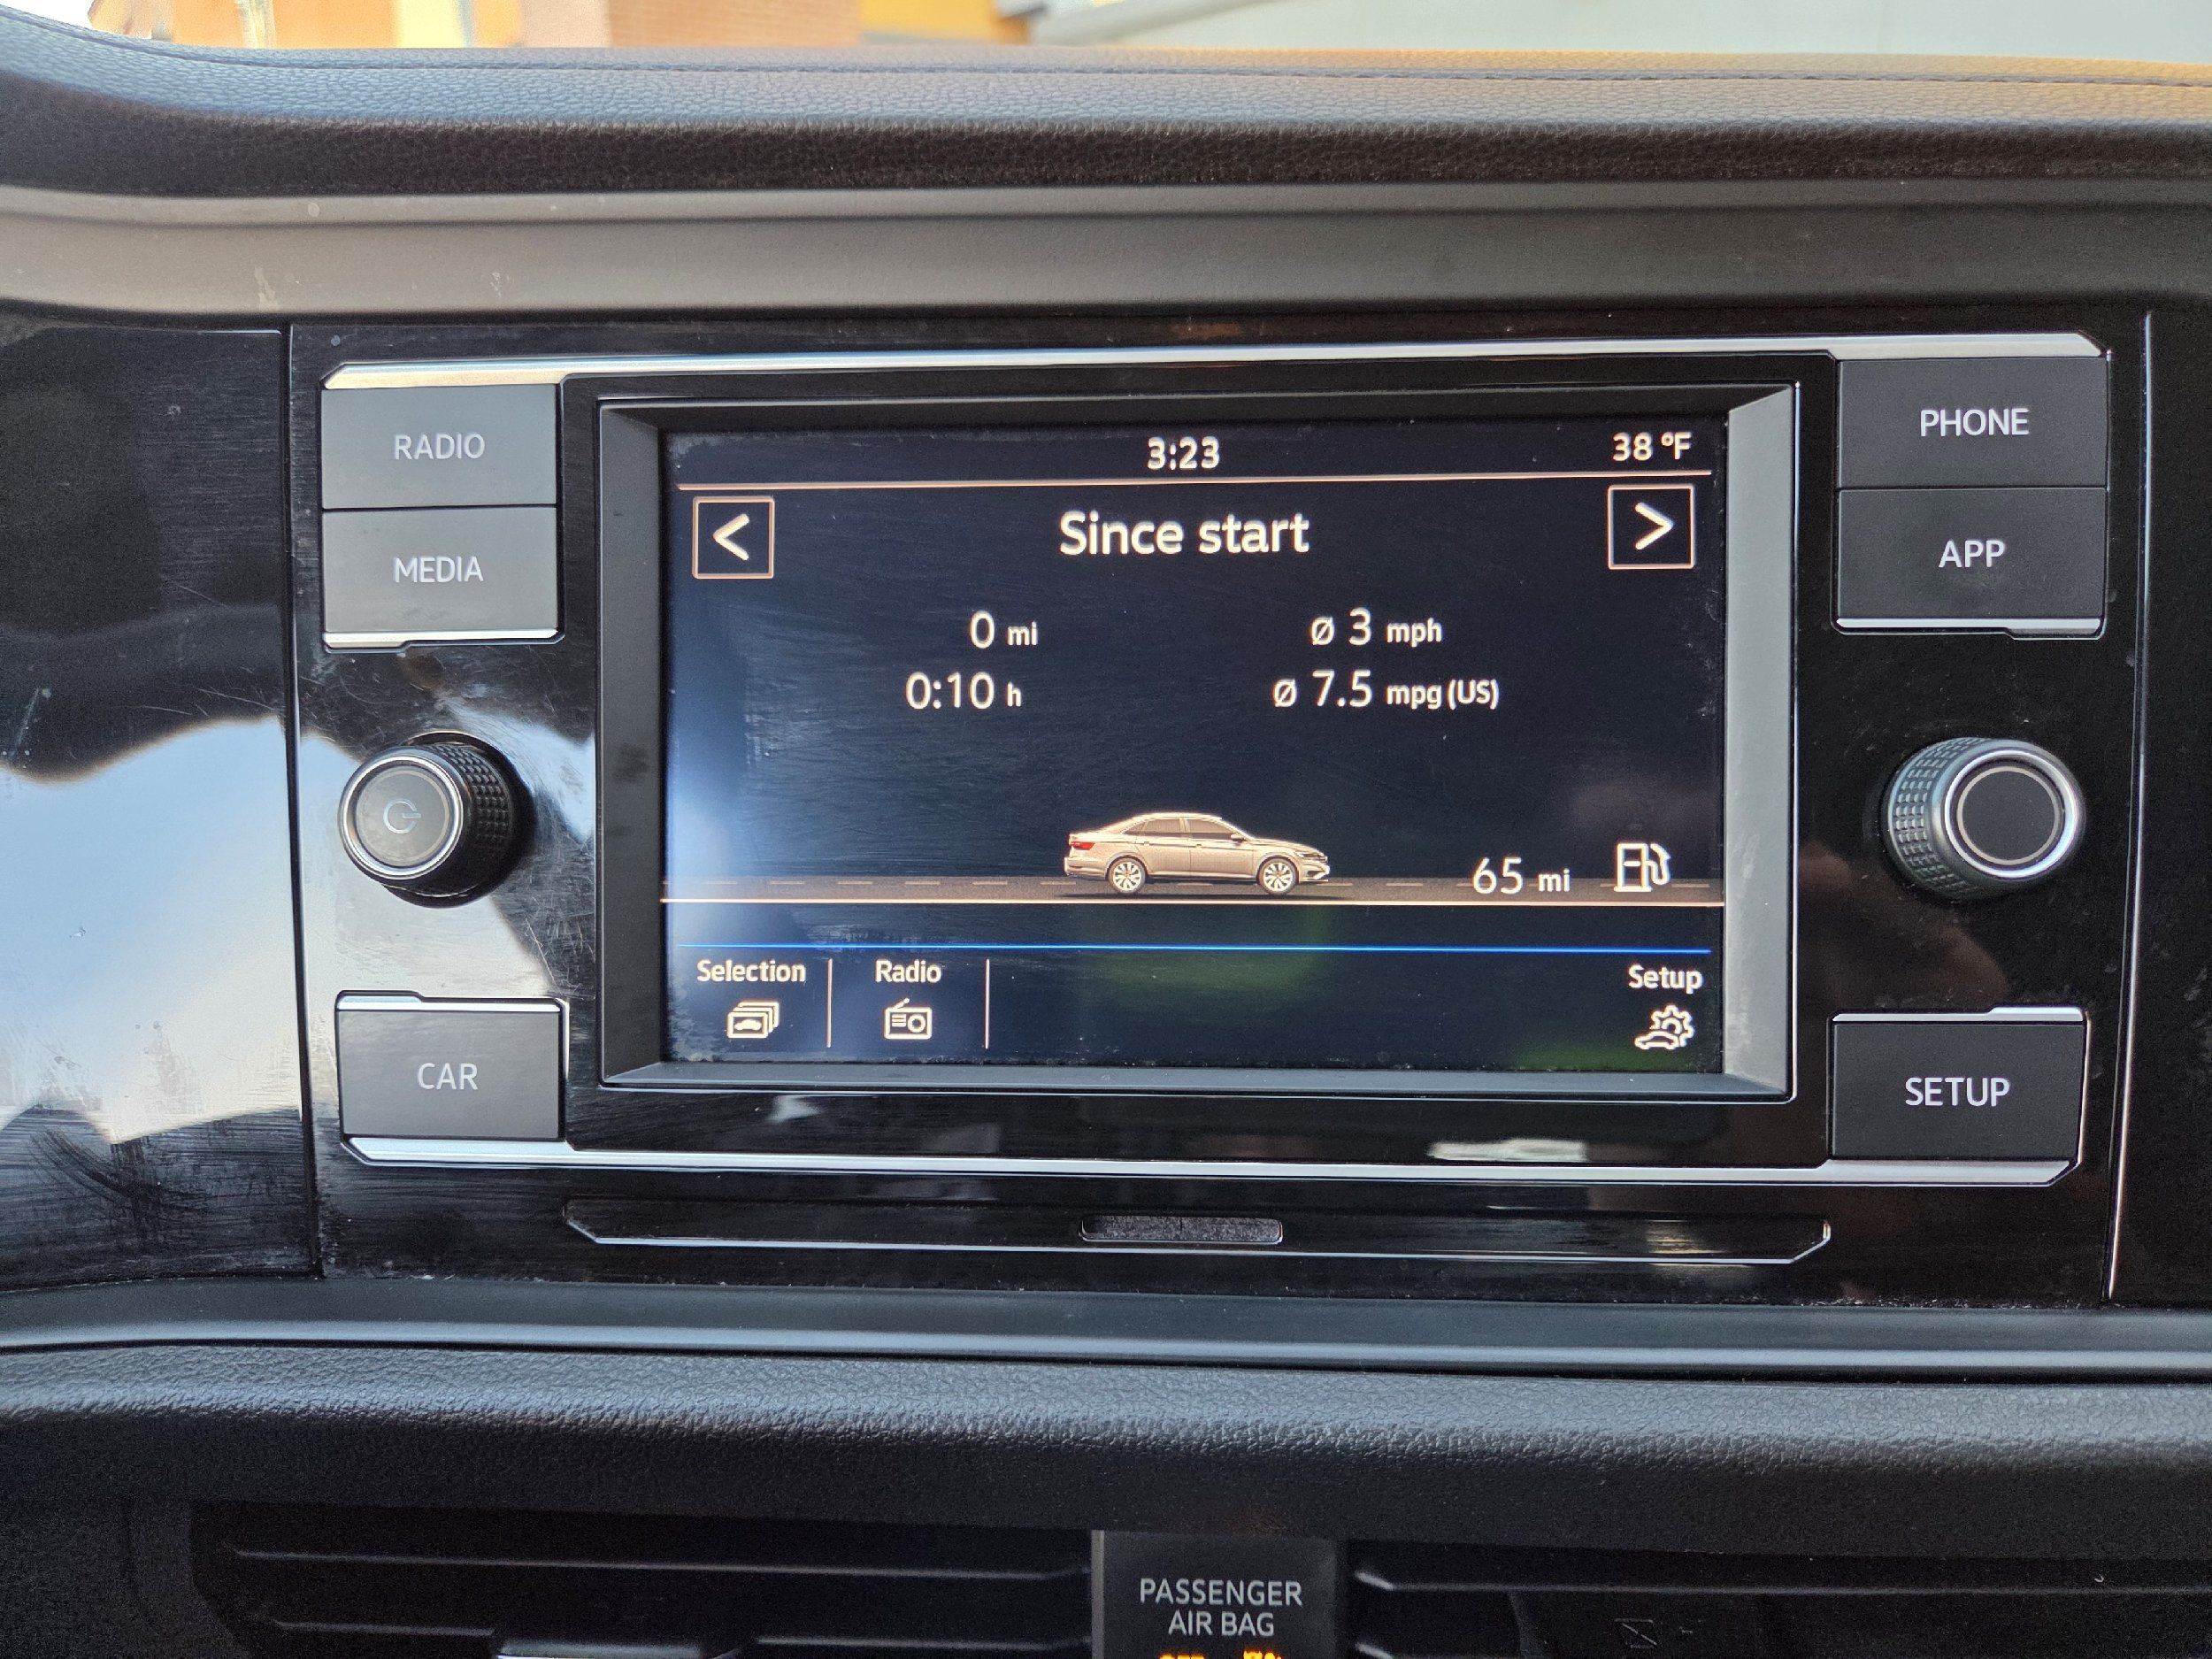 RADIO
MEDIA
CAR
3:23
38 °F
< Since start >
0 mi
ø 3 mph
0:10 h
ø 7.5 mpg (US)
65 mi
Selection
Radio
Setup
PHONE
APP
SETUP
PASSENGER
AIR BAG